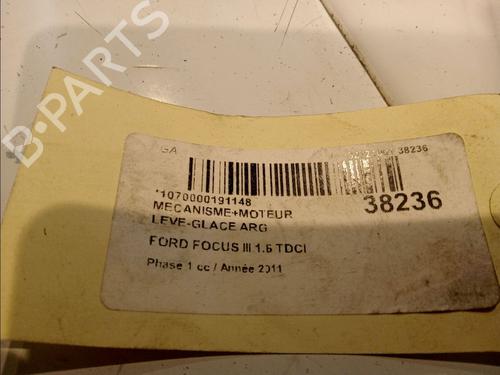 B-PARTS
38236
*1070000191148
MECANISME+MOTEUR
38236
LEVE-GLACE ARG
FORD FOCUS III 1.6 TDCI
Phase 1 cc / Année 2011